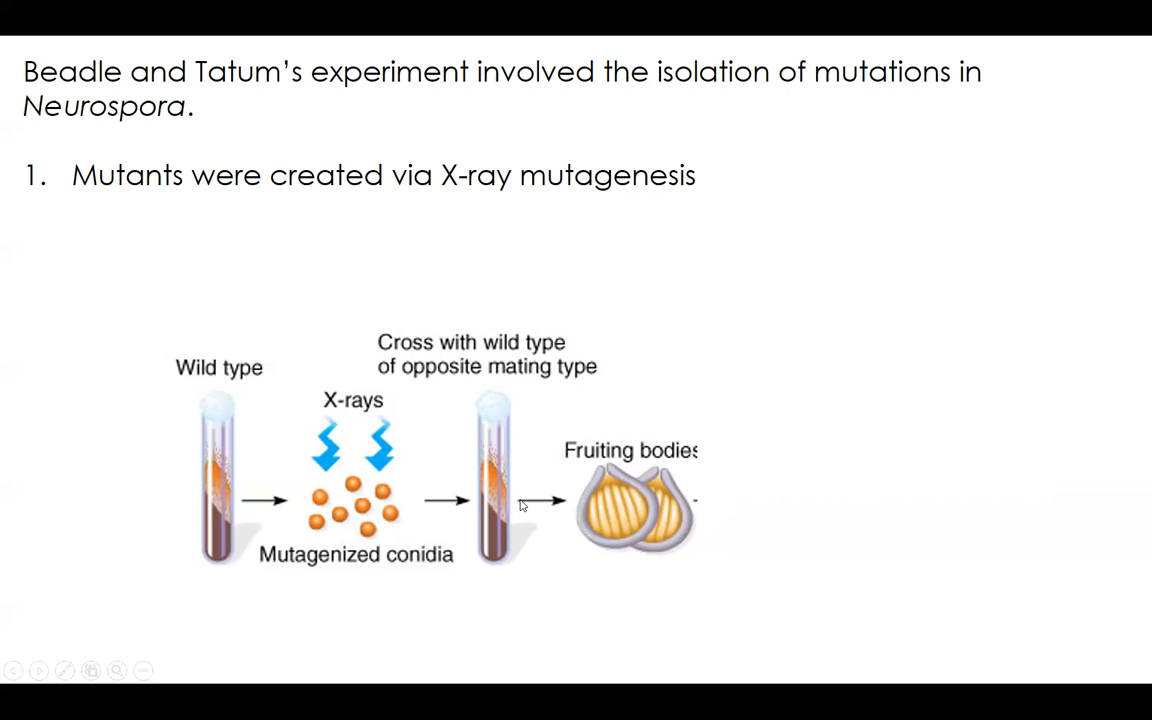 Beadle and Tatum’s experiment involved the isolation of mutations in
Neurospora.
1. Mutants were created via X-ray mutagenesis
Cross with wild type
of opposite mating type
Wild type
X-rays
Fruiting bodies
Mutagenized conidia